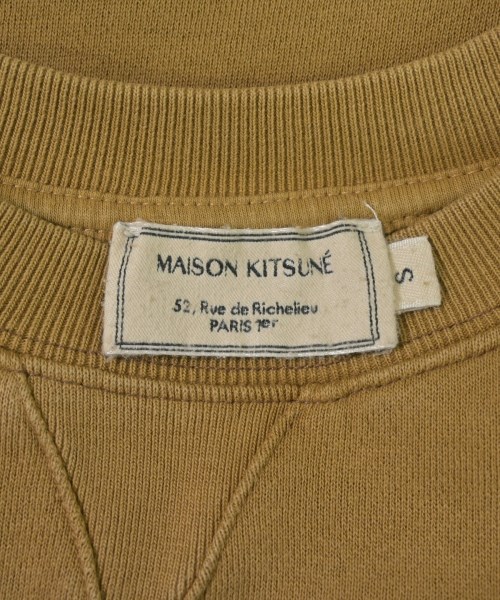 MAISON KITSUNÉ
52, Rue de Richelieu
PARIS 1er
S